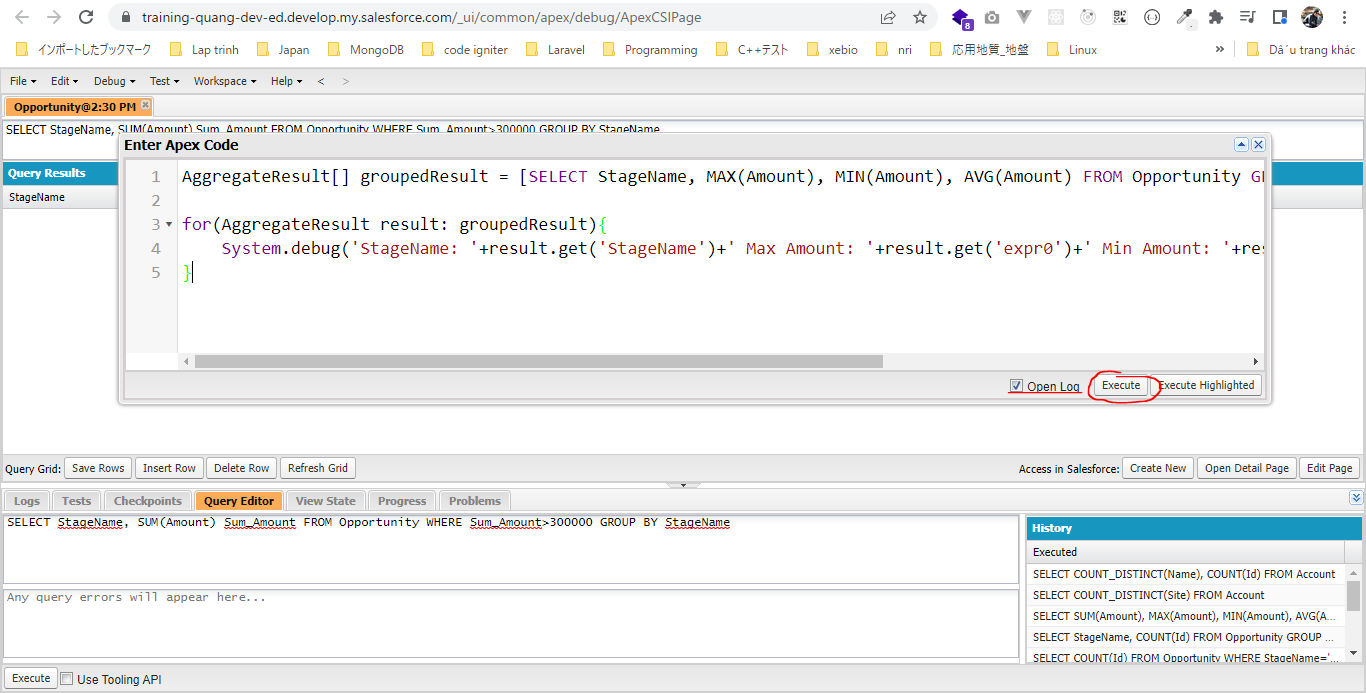 training-quang-dev-ed.develop.my.salesforce.com/_ui/common/apex/debug/ApexCSIPage
8
インポートしたブックマーク Lap trinh Japan MongoDB code igniter Laravel Programming C++テスト xebio nri 応用地質_地盤 Linux » Dấu trang khác
File Edit Debug Test Workspace Help < >
Opportunity@2:30 PM
SELECT StageName, SUM(Amount) Sum_Amount FROM Opportunity WHERE Sum_Amount>300000 GROUP BY StageName
Enter Apex Code
Query Results
StageName
1 AggregateResult[] groupedResult = [SELECT StageName, MAX(Amount), MIN(Amount), AVG(Amount) FROM Opportunity
2
3 for(AggregateResult result: groupedResult){
4 System.debug('StageName: '+result.get('StageName')+' Max Amount: '+result.get('expr0')+' Min Amount: '+res
5 }
Open Log Execute Execute Highlighted
Query Grid: Save Rows Insert Row Delete Row Refresh Grid Access in Salesforce: Create New Open Detail Page Edit Page
Logs Tests Checkpoints Query Editor View State Progress Problems
SELECT StageName, SUM(Amount) Sum_Amount FROM Opportunity WHERE Sum_Amount>300000 GROUP BY StageName
Any query errors will appear here...
History
Executed
SELECT COUNT_DISTINCT(Name), COUNT(Id) FROM Account
SELECT COUNT_DISTINCT(Site) FROM Account
SELECT SUM(Amount), MAX(Amount), MIN(Amount), AVG(A...
SELECT StageName, COUNT(Id) FROM Opportunity GROUP ...
SELECT COUNT(Id) FROM Opportunity WHERE StageName='...
Execute Use Tooling API